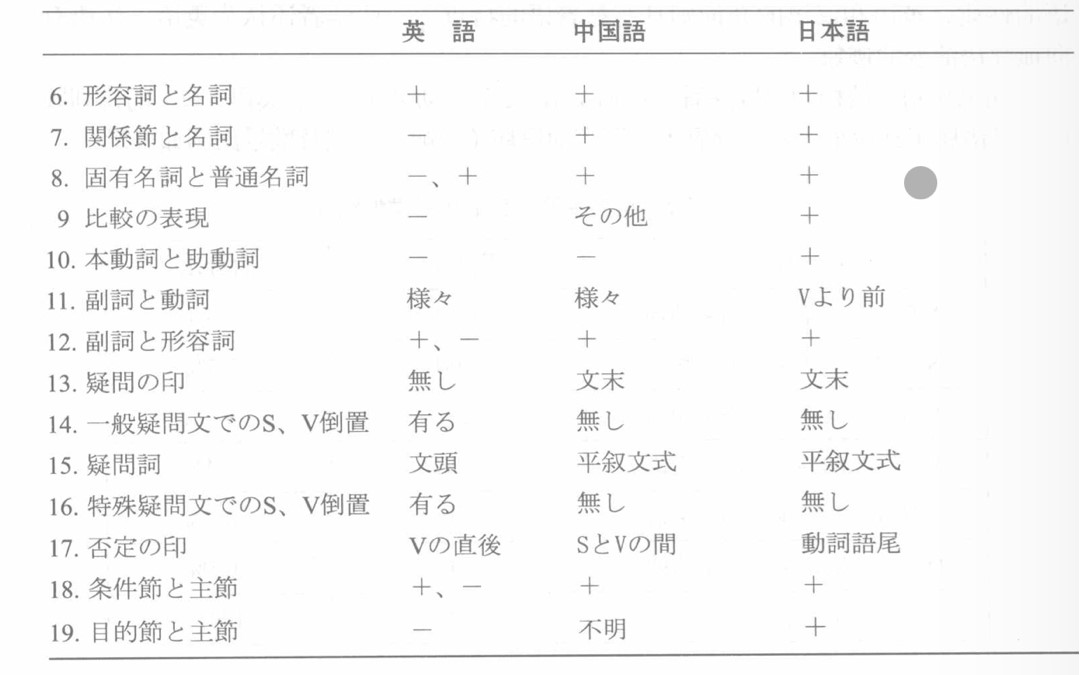 英　語　中国語　日本語
6. 形容詞と名詞　＋　＋　＋
7. 関係節と名詞　－　＋　＋
8. 固有名詞と普通名詞　－、＋　＋　＋
9 比較の表現　－　その他　＋
10. 本動詞と助動詞　－　－　＋
11. 副詞と動詞　様々　様々　Vより前
12. 副詞と形容詞　＋、－　＋　＋
13. 疑問の印　無し　文末　文末
14. 一般疑問文でのS、V倒置　有る　無し　無し
15. 疑問詞　文頭　平叙文式　平叙文式
16. 特殊疑問文でのS、V倒置　有る　無し　無し
17. 否定の印　Vの直後　SとVの間　動詞語尾
18. 条件節と主節　＋、－　＋　＋
19. 目的節と主節　－　不明　＋